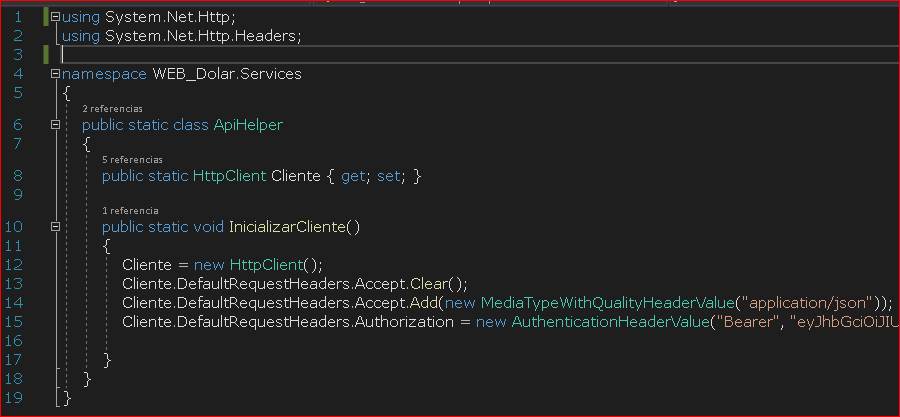 1 using System.Net.Http;
2 using System.Net.Http.Headers;
3
4 namespace WEB_Dolar.Services
5 {
2 referencias
6 public static class ApiHelper
7 {
5 referencias
8 public static HttpClient Cliente { get; set; }
9
1 referencia
10 public static void InicializarCliente()
11 {
12 Cliente = new HttpClient();
13 Cliente.DefaultRequestHeaders.Accept.Clear();
14 Cliente.DefaultRequestHeaders.Accept.Add(new MediaTypeWithQualityHeaderValue("application/json"));
15 Cliente.DefaultRequestHeaders.Authorization = new AuthenticationHeaderValue("Bearer", "eyJhbGciOiJIU
16
17 }
18 }
19 }